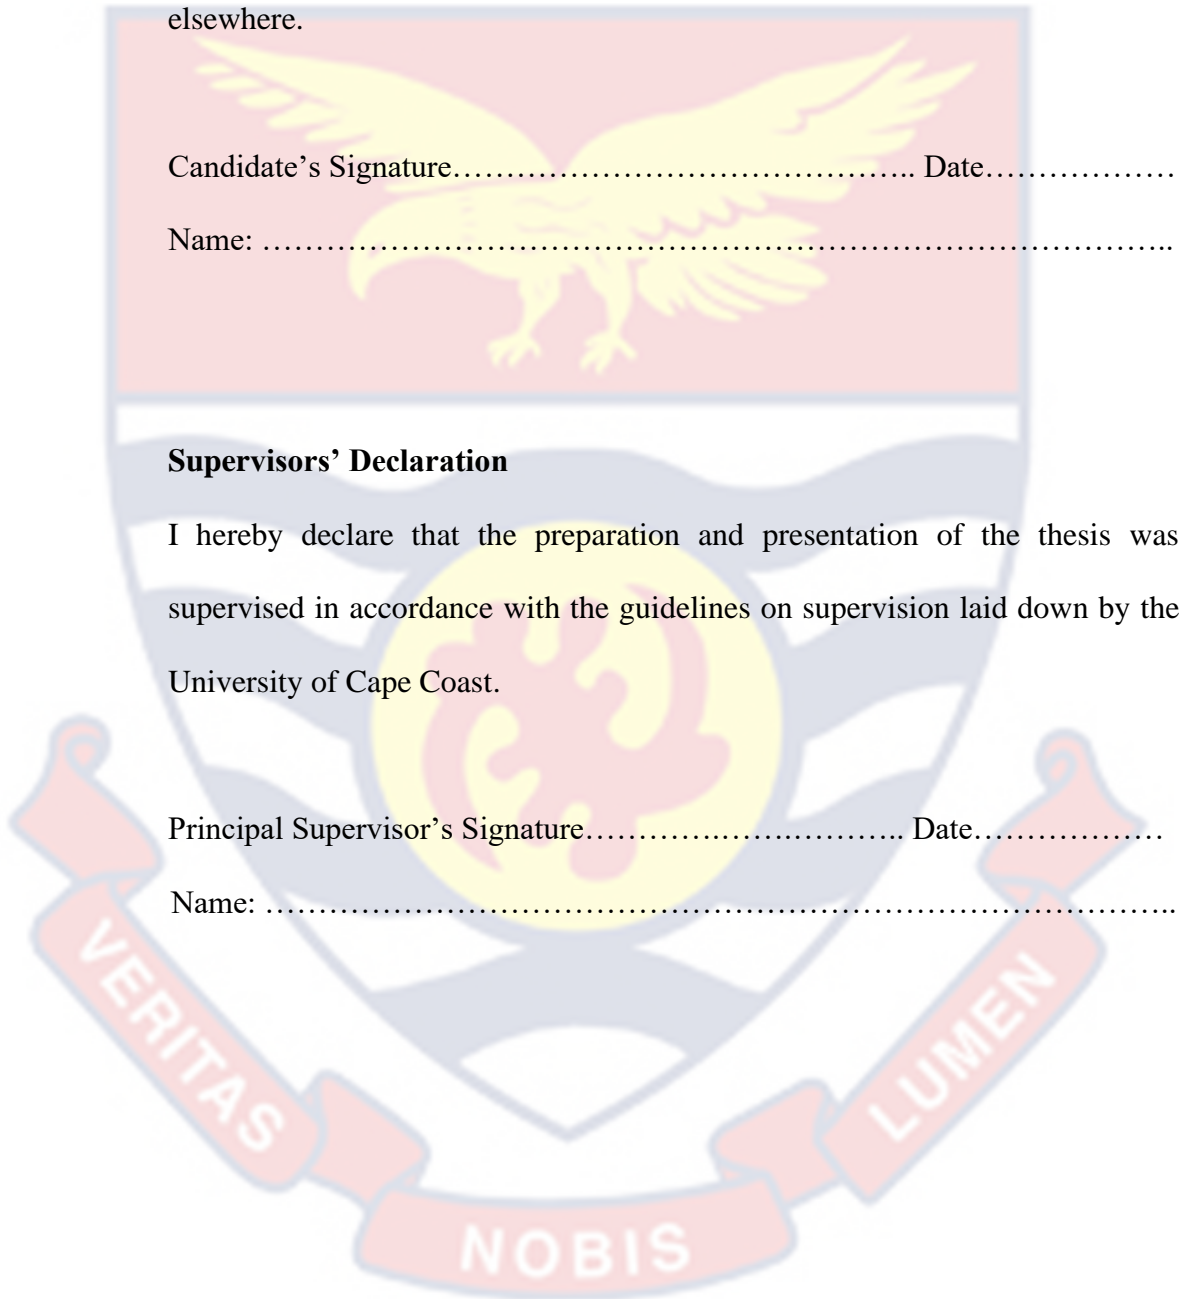 elsewhere.
Candidate’s Signature…………………………………….. Date………………
Name: …………………………………………………………………………..
Supervisors’ Declaration
I hereby declare that the preparation and presentation of the thesis was
supervised in accordance with the guidelines on supervision laid down by the
University of Cape Coast.
Principal Supervisor’s Signature………….…….……….. Date………………
Name: …………………………………………………………………………..
VERITAS
NOBIS
LUMEN